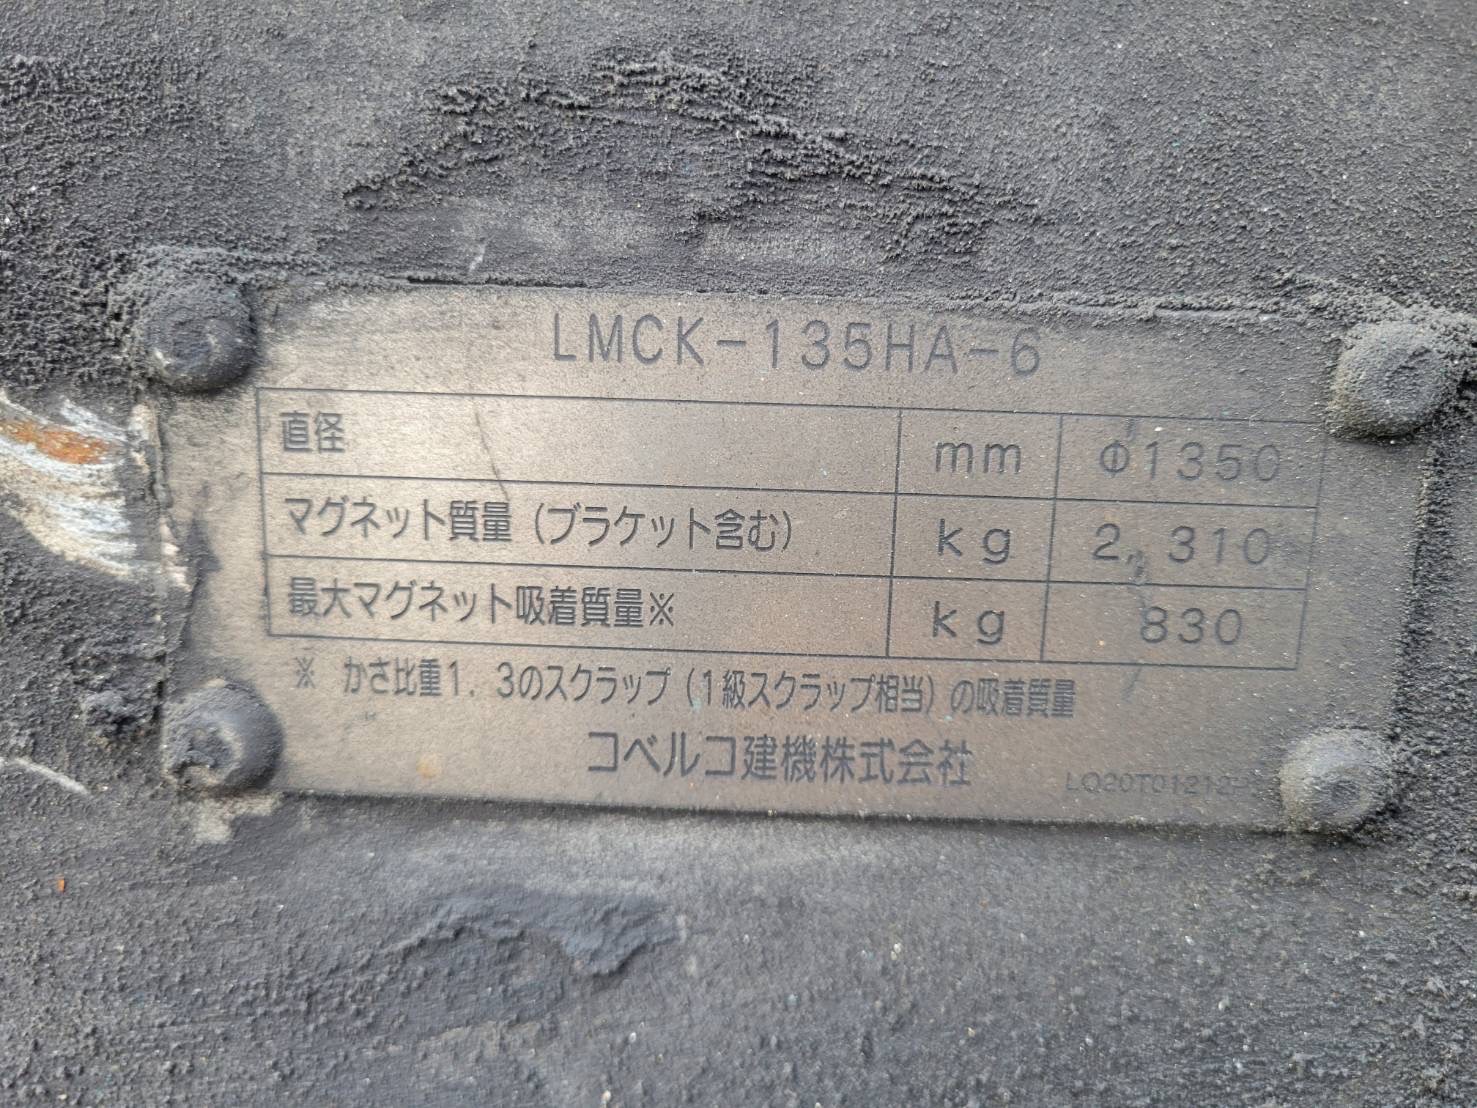 LMCK-135HA-6
直径 mm Φ1350
マグネット質量（ブラケット含む） kg 2,310
最大マグネット吸着質量※ kg 830
※ かさ比重1.3のスクラップ（1級スクラップ相当）の吸着質量
コベルコ建機株式会社